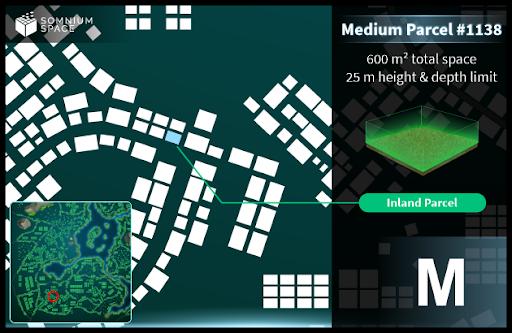 SOMNIUM
SPACE
Medium Parcel #1138
600 m² total space
25 m height & depth limit
Inland Parcel
M